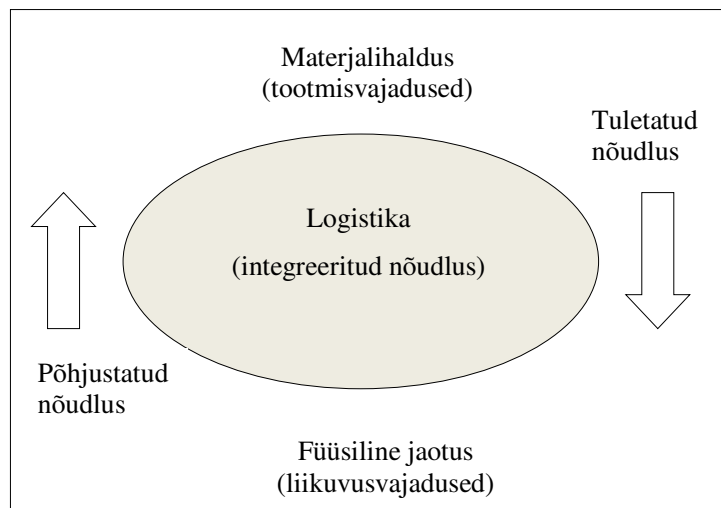 Materjalihaldus
(tootmisvajadused)
Tuletatud
nõudlus
Logistika
(integreeritud nõudlus)
Põhjustatud
nõudlus
Füüsiline jaotus
(liikuvusvajadused)